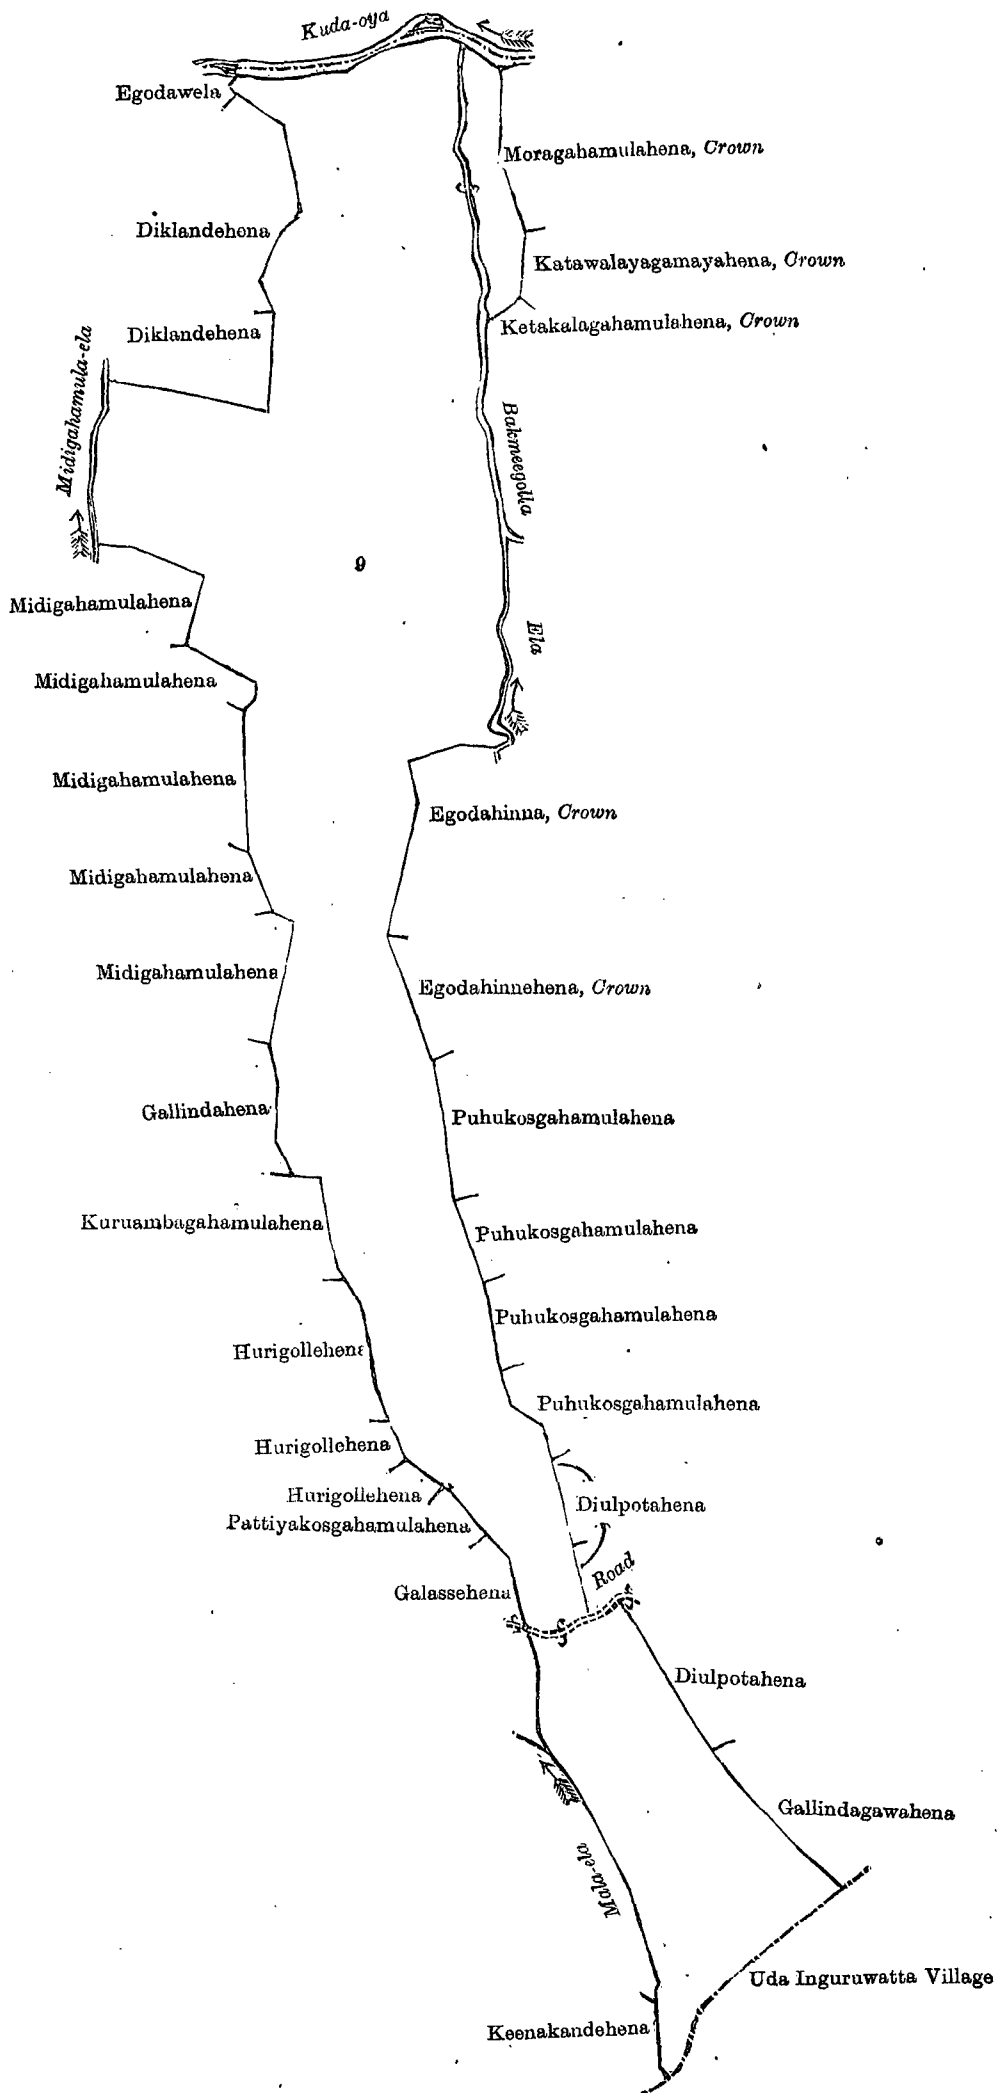 Kuda-oya
Egodawela
Moragahamulahena, Crown
Diklandehena
Katawalayagamayahena, Crown
Ketakalagahamulahena, Crown
Diklandehena
Midigahamula-ela
Bakmeegolla
Ela
9
Midigahamulahena
Midigahamulahena
Midigahamulahena
Egodahinna, Crown
Midigahamulahena
Midigahamulahena
Egodahinnehena, Crown
Gallindahena
Puhukosgahamulahena
Kuruambagahamulahena
Puhukosgahamulahena
Puhukosgahamulahena
Hurigollehena
Puhukosgahamulahena
Hurigollehena
Hurigollehena
Diulpotahena
Pattiyakosgahamulahena
Road
Galassehena
Diulpotahena
Gallindagawahena
Mala-ela
Uda Inguruwatta Village
Keenakandehena